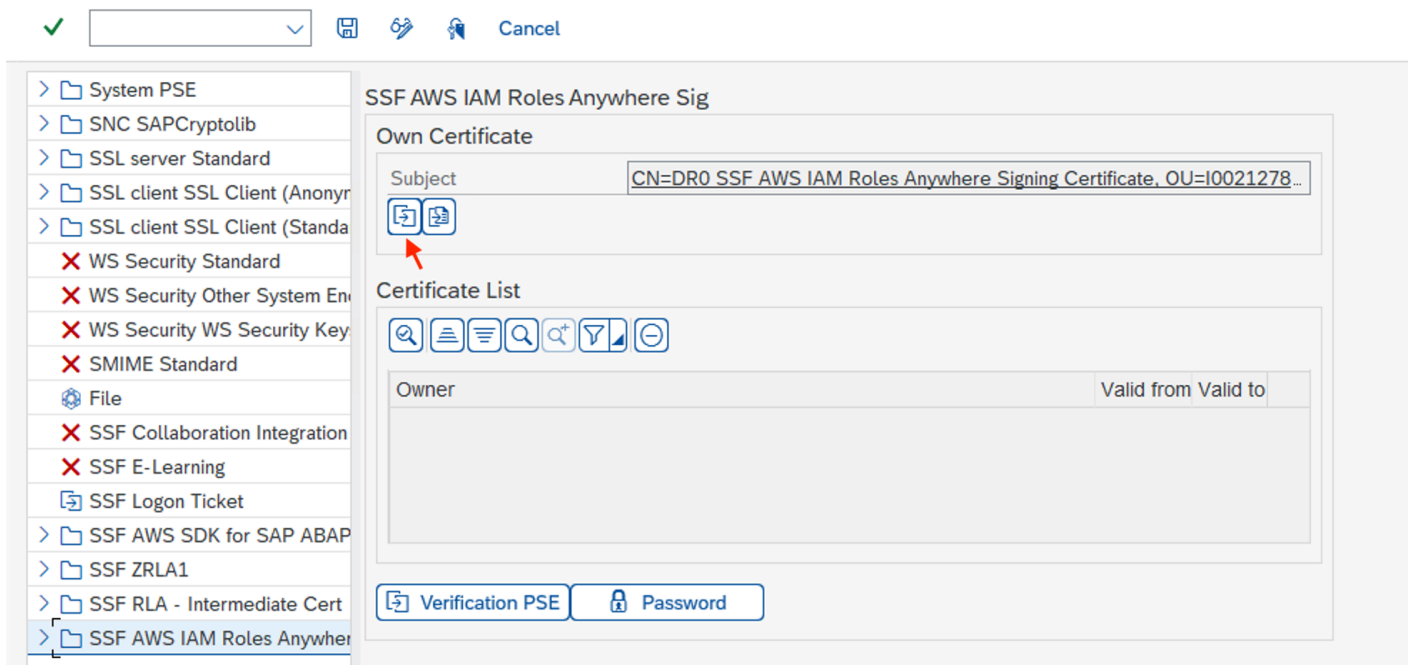 Cancel
System PSE
SNC SAPCryptolib
SSL server Standard
SSL client SSL Client (Anonyr
SSL client SSL Client (Standa
WS Security Standard
WS Security Other System En
WS Security WS Security Key
SMIME Standard
File
SSF Collaboration Integration
SSF E-Learning
SSF Logon Ticket
SSF AWS SDK for SAP ABAP
SSF ZRLA1
SSF RLA - Intermediate Cert
SSF AWS IAM Roles Anywher
SSF AWS IAM Roles Anywhere Sig
Own Certificate
Subject CN=DR0 SSF AWS IAM Roles Anywhere Signing Certificate, OU=I0021278...
Certificate List
Owner Valid from Valid to
Verification PSE Password